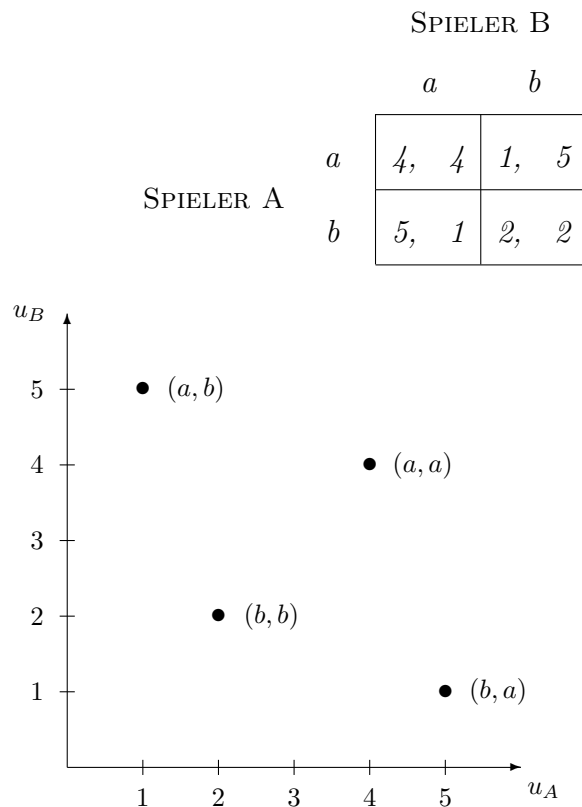 SPIELER B
a b
a 4, 4 1, 5
SPIELER A
b 5, 1 2, 2
u_B
5 (a, b)
4 (a, a)
3
2 (b, b)
1 (b, a)
1 2 3 4 5 u_A